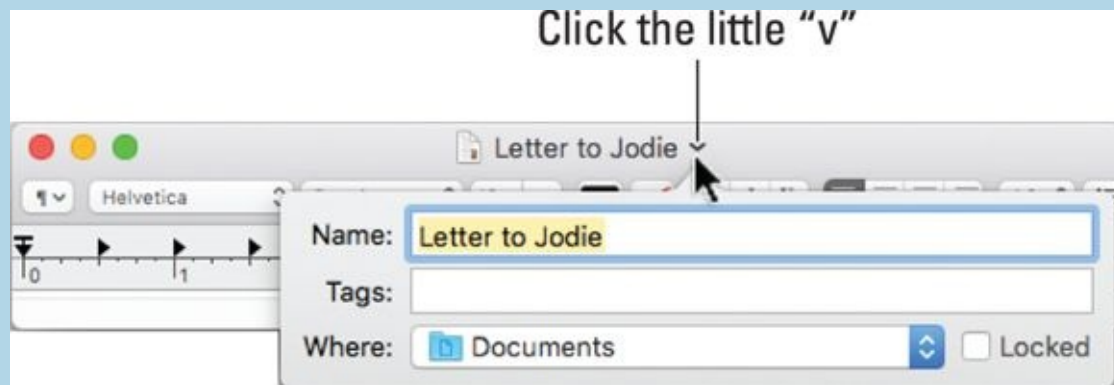 Click the little “v”
Letter to Jodie
Helvetica
Name: Letter to Jodie
0 1
Tags:
Where: Documents Locked